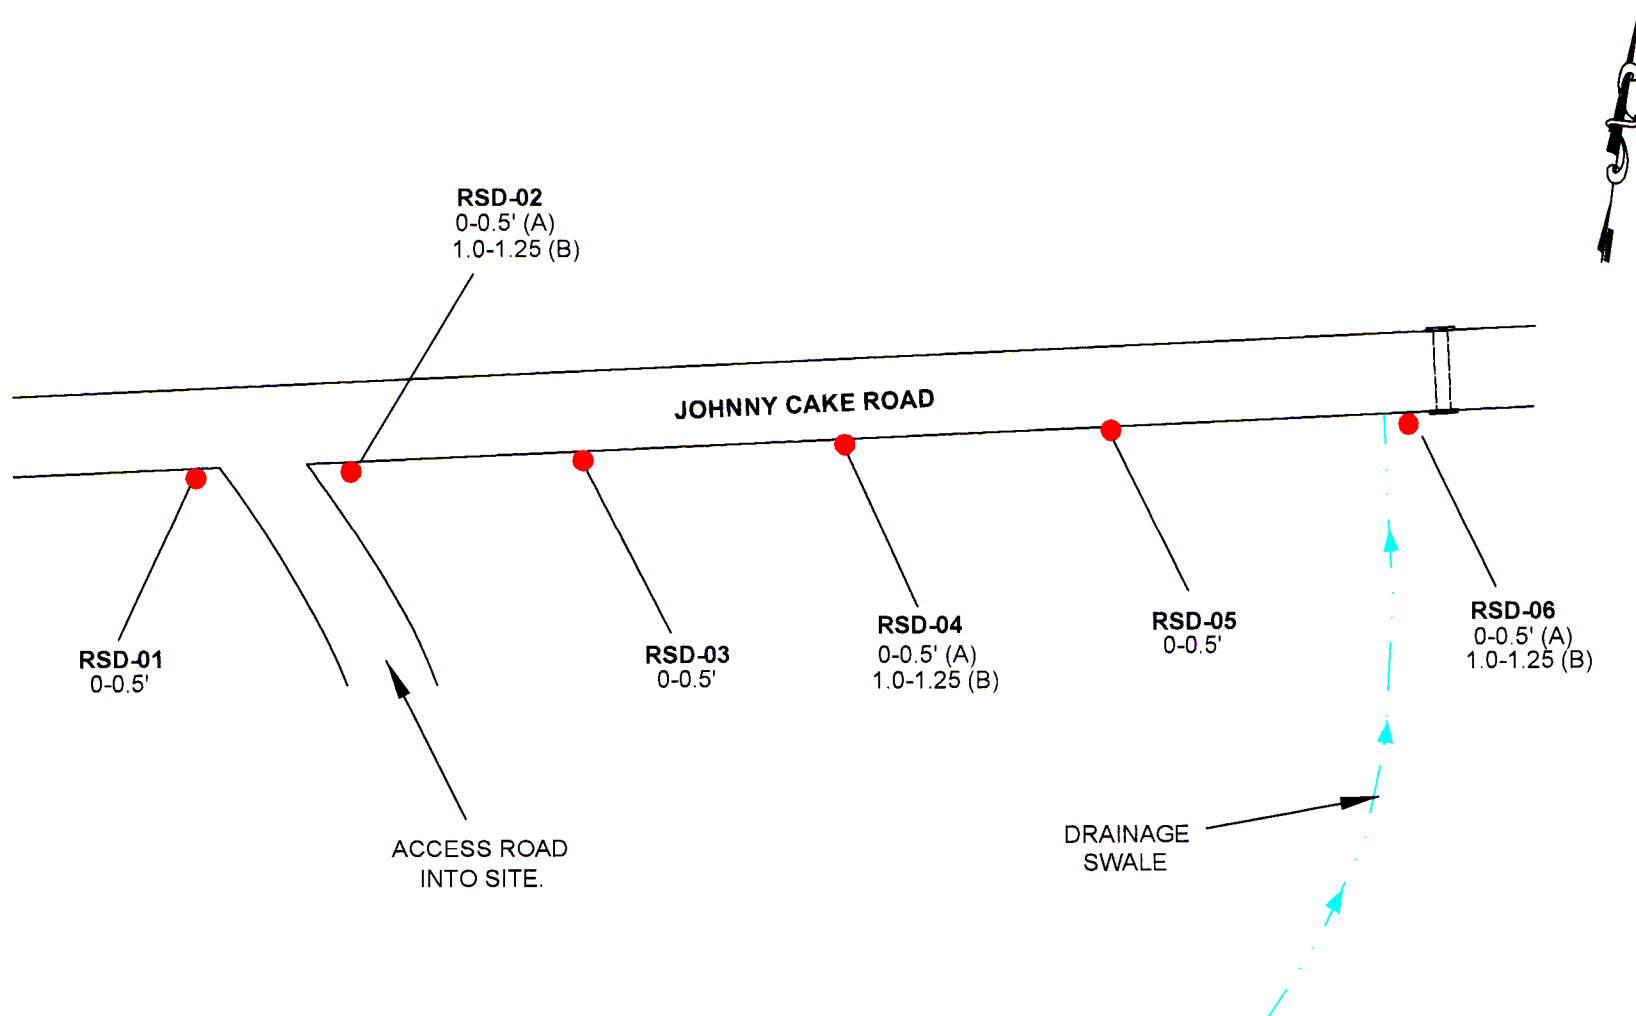 RSD-02
0-0.5' (A)
1.0-1.25 (B)
JOHNNY CAKE ROAD
RSD-01
0-0.5'
RSD-03
0-0.5'
RSD-04
0-0.5' (A)
1.0-1.25 (B)
RSD-05
0-0.5'
RSD-06
0-0.5' (A)
1.0-1.25 (B)
ACCESS ROAD
INTO SITE.
DRAINAGE
SWALE